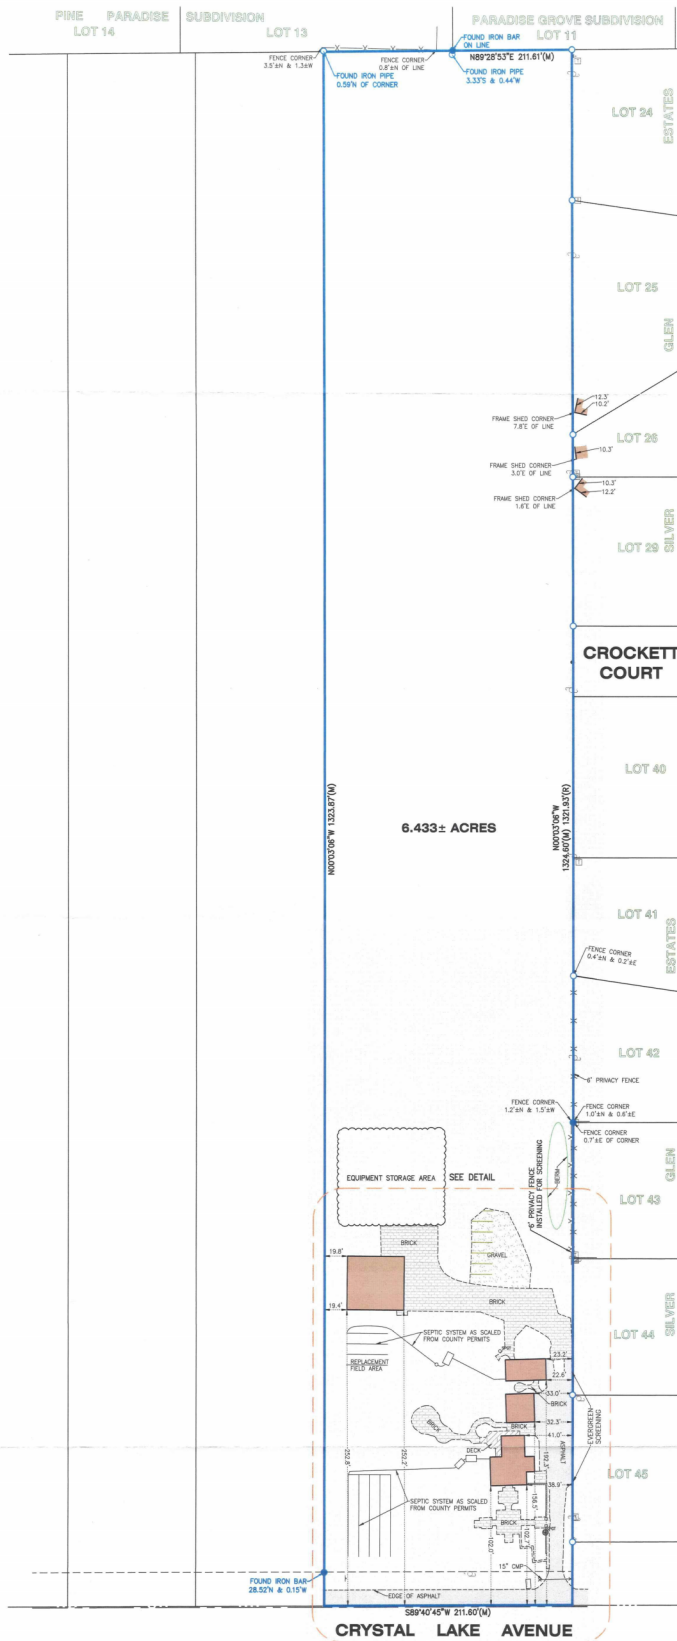 PINE PARADISE SUBDIVISION
PARADISE GROVE SUBDIVISION
LOT 14
LOT 13
LOT 11
FOUND IRON BAR
ON LINE
FENCE CORNER
3.5'±N & 1.3±W
FENCE CORNER
0.8'±N OF LINE
N89°28'53"E 211.61'(M)
FOUND IRON PIPE
0.59'N OF CORNER
FOUND IRON PIPE
3.33'S & 0.44'W
LOT 24
ESTATES
LOT 25
GLEN
12.3'
10.2'
FRAME SHED CORNER
7.8'E OF LINE
LOT 26
10.3'
FRAME SHED CORNER
3.0'E OF LINE
10.3'
12.2'
FRAME SHED CORNER
1.6'E OF LINE
SILVER
LOT 29
CROCKETT
COURT
LOT 40
N00°03'06"W 1323.87'(M)
6.433± ACRES
N00°03'06"W
1324.60'(M) 1321.93'(R)
LOT 41
ESTATES
FENCE CORNER
0.4'±N & 0.2'±E
LOT 42
6' PRIVACY FENCE
FENCE CORNER
1.2'±N & 1.5'±W
FENCE CORNER
1.0'±N & 0.6'±E
FENCE CORNER
0.7'±E OF CORNER
GLEN
EQUIPMENT STORAGE AREA
SEE DETAIL
6' PRIVACY FENCE
INSTALLED FOR SCREENING
BERM
LOT 43
BRICK
19.8'
GRAVEL
BRICK
19.4'
SILVER
LOT 44
SEPTIC SYSTEM AS SCALED
FROM COUNTY PERMITS
REPLACEMENT
FIELD AREA
23.2'
22.6'
33.0'
BRICK
BRICK
BRICK
32.3'
41.0'
EVERGREEN
SCREENING
ASPHALT
DECK
252.8'
252.2'
192.3'
38.9'
LOT 45
SEPTIC SYSTEM AS SCALED
FROM COUNTY PERMITS
156.5'
BRICK
102.0'
102.7'
15" CMP
FOUND IRON BAR
28.52'N & 0.15'W
EDGE OF ASPHALT
S89°40'45"W 211.60'(M)
CRYSTAL LAKE AVENUE